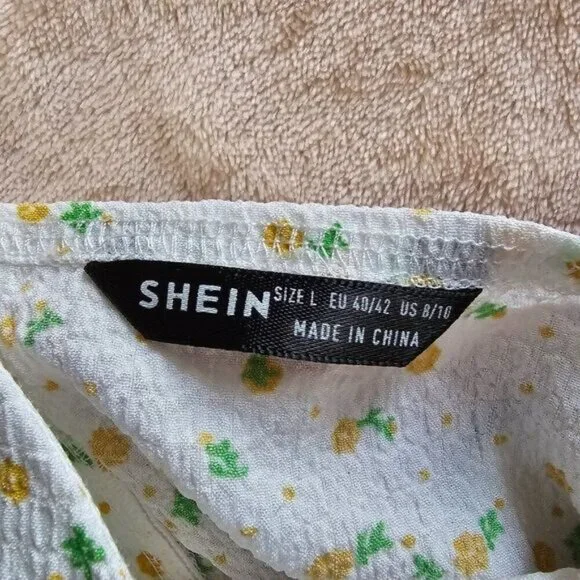 SHEIN SIZE L EU 40/42 US 8/10
MADE IN CHINA